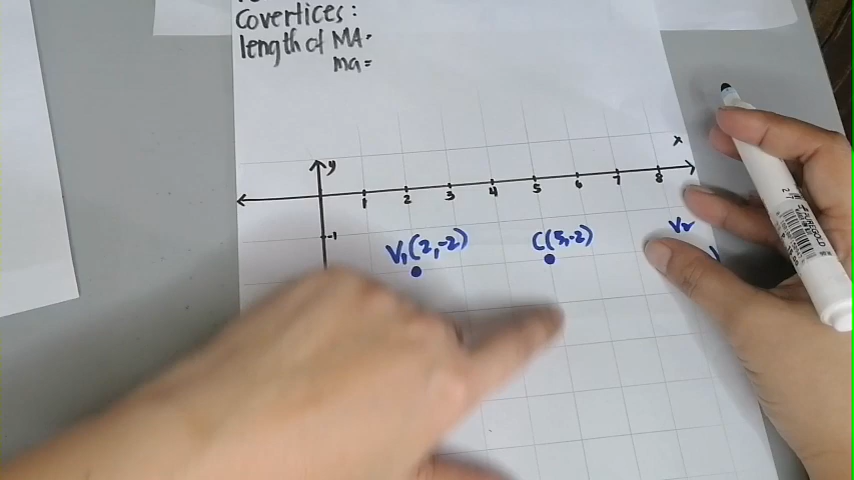 Covertices:
length of MA=
ma=
y
x
1 2 3 4 5 6 7 8
-1
V₁(2,-2)
C(5,-2)
V₂
)